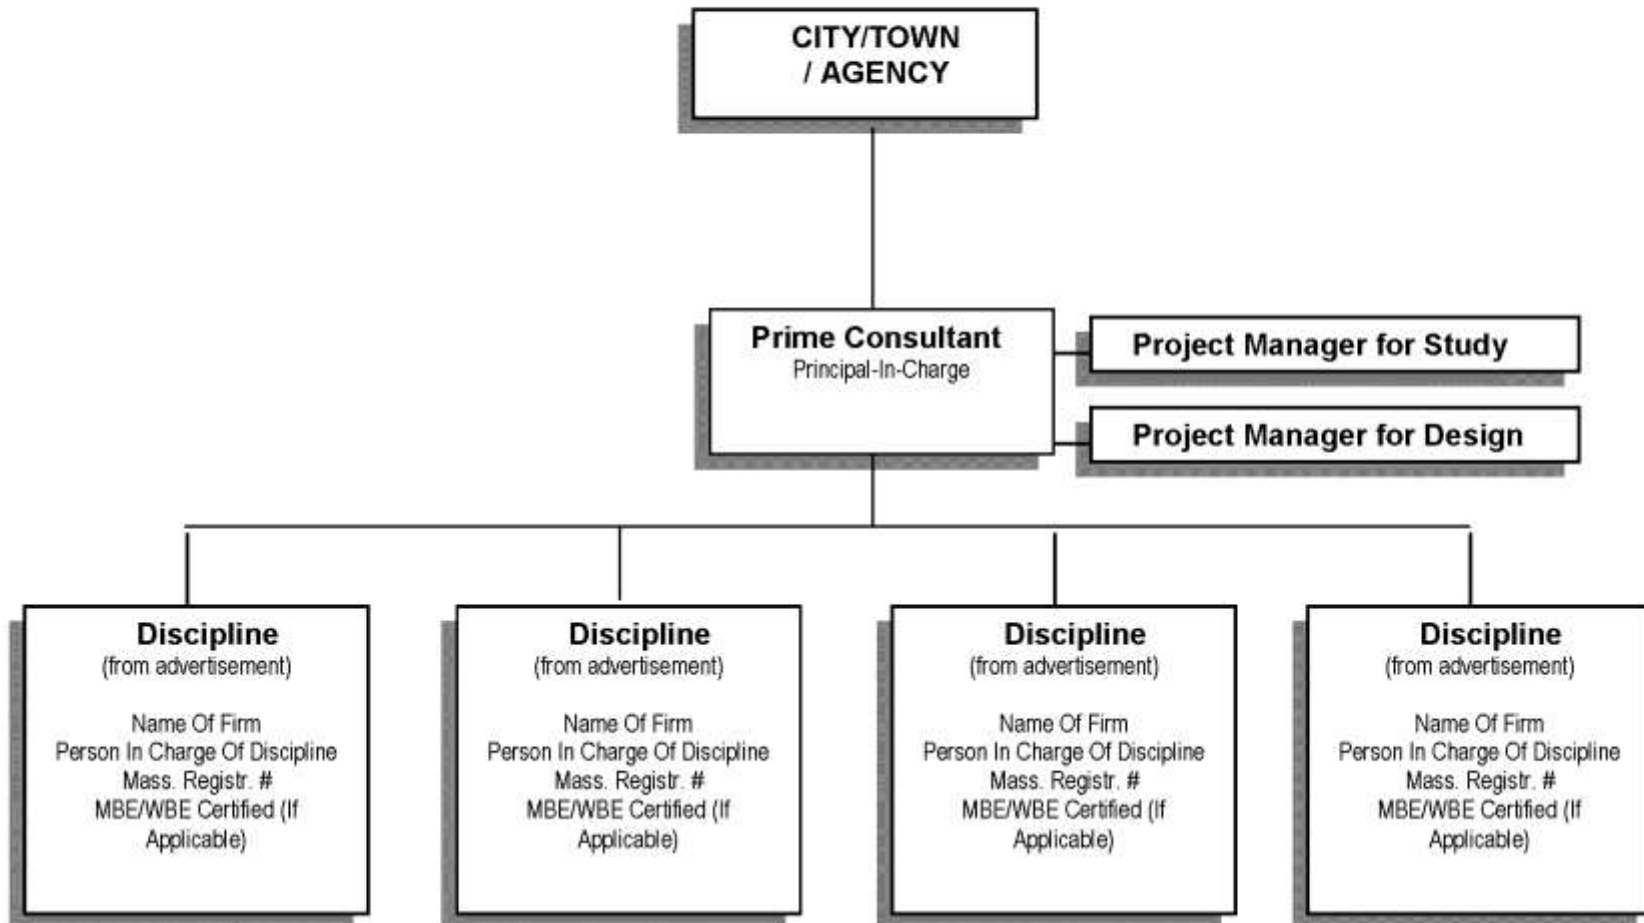 CITY/TOWN
/ AGENCY
Prime Consultant
Principal-In-Charge
Project Manager for Study
Project Manager for Design
Discipline
(from advertisement)
Name Of Firm
Person In Charge Of Discipline
Mass. Registr. #
MBE/WBE Certified (If
Applicable)
Discipline
(from advertisement)
Name Of Firm
Person In Charge Of Discipline
Mass. Registr. #
MBE/WBE Certified (If
Applicable)
Discipline
(from advertisement)
Name Of Firm
Person In Charge Of Discipline
Mass. Registr. #
MBE/WBE Certified (If
Applicable)
Discipline
(from advertisement)
Name Of Firm
Person In Charge Of Discipline
Mass. Registr. #
MBE/WBE Certified (If
Applicable)